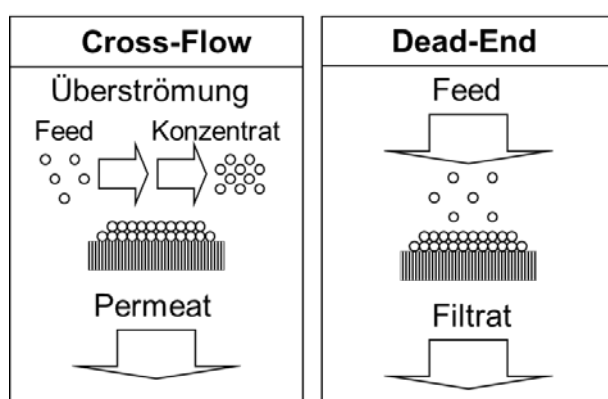 Cross-Flow
Überströmung
Feed Konzentrat
Permeat
Dead-End
Feed
Filtrat